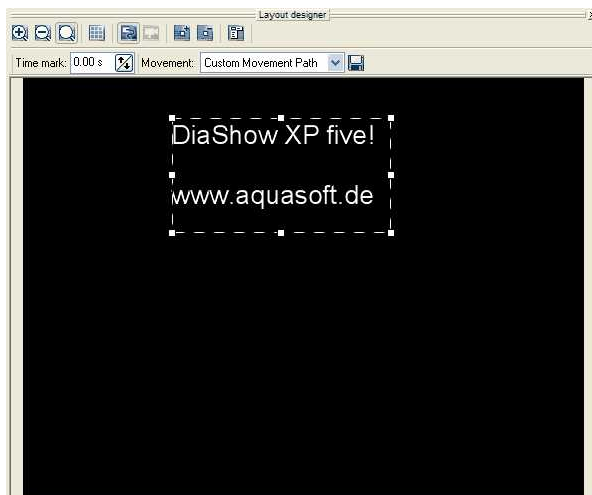 Layout designer
Time mark: 0.00 s Movement: Custom Movement Path
DiaShow XP five!
www.aquasoft.de